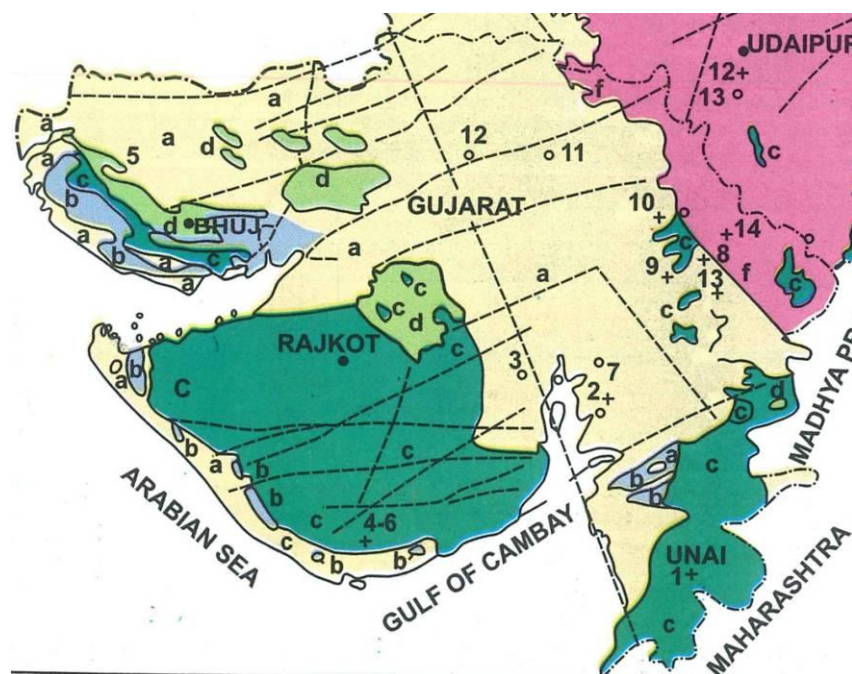 UDAIPUR
12
13
f
a
a
a
5
d
12
11
c
d
a
c
b
GUJARAT
10
d
BHUJ
14
a
a
c
8
b
a
c
9
a
13
f
c
a
c
c
c
d
RAJKOT
c
3
7
b
a
C
2
d
c
MADHYA PR
b
c
a
a
b
c
b
b
b
ARABIAN SEA
c
4-6
c
b
b
UNAI
1
GULF OF CAMBAY
c
MAHARASHTRA